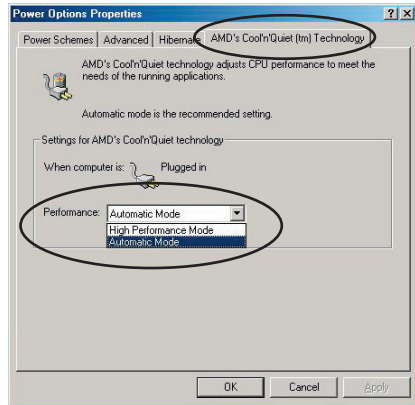 Power Options Properties
Power Schemes Advanced Hibernate AMD's Cool'n'Quiet (tm) Technology
AMD's Cool'n'Quiet technology adjusts CPU performance to meet the
needs of the running applications.
Automatic mode is the recommended setting.
Settings for AMD's Cool'n'Quiet technology
When computer is: Plugged in
Performance: Automatic Mode
High Performance Mode
Automatic Mode
OK Cancel Apply